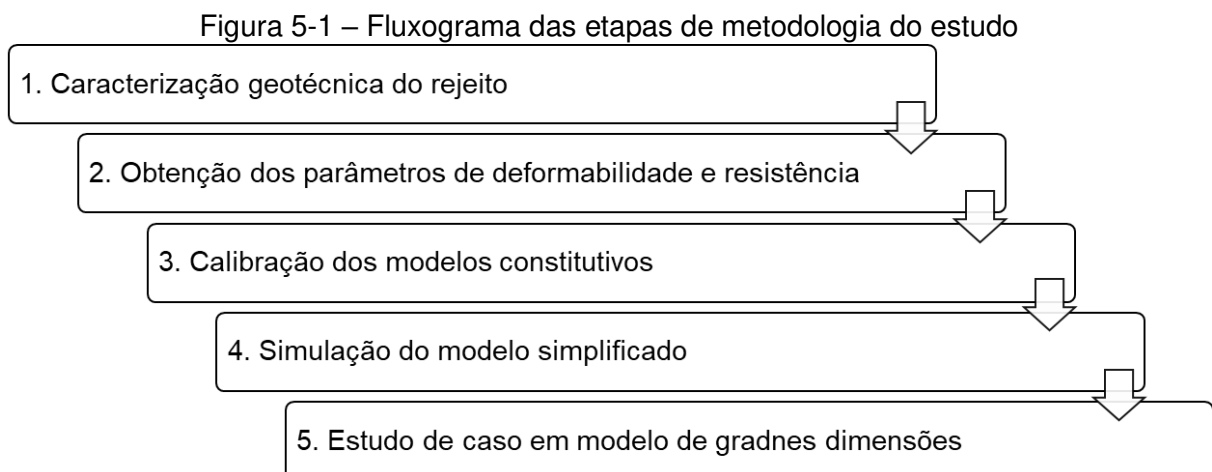 Figura 5-1 – Fluxograma das etapas de metodologia do estudo
1. Caracterização geotécnica do rejeito
2. Obtenção dos parâmetros de deformabilidade e resistência
3. Calibração dos modelos constitutivos
4. Simulação do modelo simplificado
5. Estudo de caso em modelo de gradnes dimensões